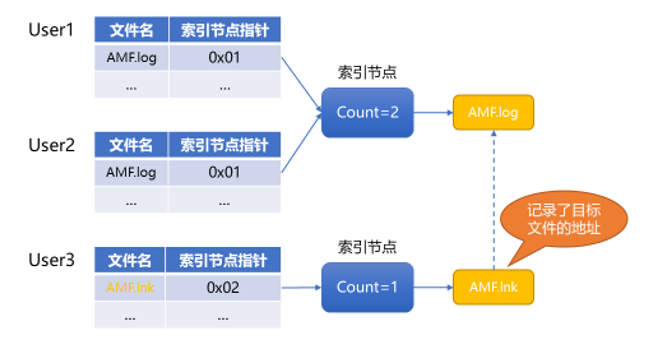 User1
文件名 索引节点指针
AMF.log 0x01
... ...
索引节点
Count=2
AMF.log
User2
文件名 索引节点指针
AMF.log 0x01
... ...
记录了目标
文件的地址
User3
文件名 索引节点指针
AMF.lnk 0x02
... ...
索引节点
Count=1
AMF.lnk